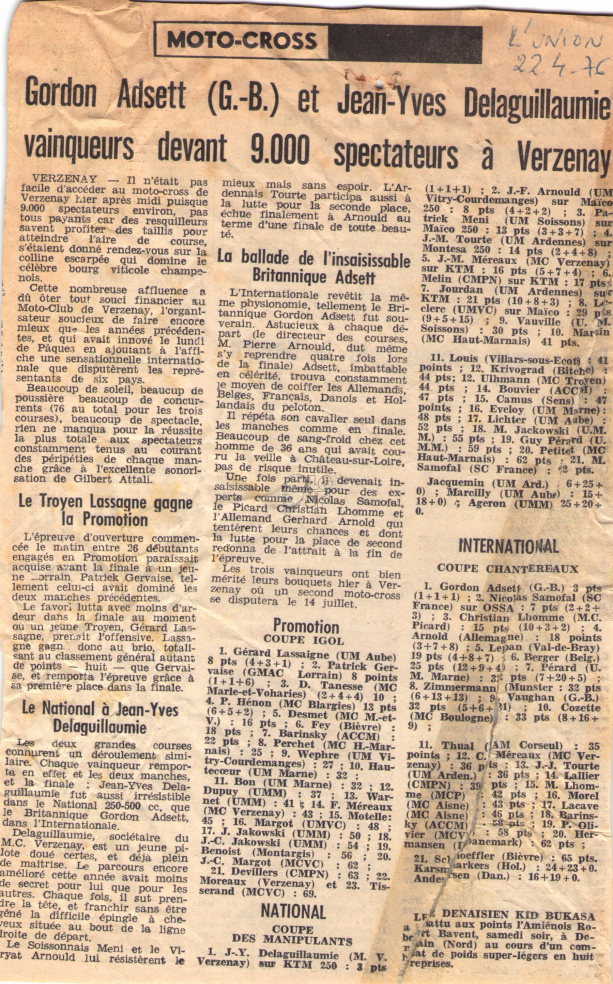 MOTO-CROSS
L'UNION
22.4.76
Gordon Adsett (G.-B.) et Jean-Yves Delaguillaumie
vainqueurs devant 9.000 spectateurs à Verzenay
VERZENAY — Il n'était pas
facile d'accéder au moto-cross de
Verzenay hier après midi puisque
9.000 spectateurs environ, pas
tous payants car des resquilleurs
savent profiter des taillis pour
atteindre l'aire de course,
s'étaient donné rendez-vous sur la
colline escarpée qui domine le
célèbre bourg viticole champe-
nois.
Cette nombreuse affluence a
dû ôter tout souci financier au
Moto-Club de Verzenay, l'organi-
sateur soucieux de faire encore
mieux que les années précéden-
tes, et qui avait innové le lundi
de Pâques en ajoutant à l'affi-
che une sensationnelle internatio-
nale que disputèrent les repré-
sentants de six pays.
Beaucoup de soleil, beaucup de
poussière beaucoup de concur-
rents (76 au total pour les trois
courses), beaucoup de spectacle,
rien ne manqua pour la réussite
la plus totale aux spectateurs
constamment tenus au courant
des péripéties de chaque man-
che grâce à l'excellente sonori-
sation de Gilbert Attali.
Le Troyen Lassagne gagne
la Promotion
L'épreuve d'ouverture commen-
cée le matin entre 26 débutants
engagés en Promotion paraissait
acquise avant la finale à un jeu-
ne Lorrain Patrick Gervaise, tel-
lement celui-ci avait dominé les
deux manches précédentes.
Le favori lutta avec moins d'ar-
deur dans la finale au moment
où un jeune Troyen, Gérard Las-
saigne, prenait l'offensive. Lassa-
gne gagn donc au brio, totali-
sant au classement général autant
de points — huit — que Gervai-
se, et remporta l'épreuve grâce à
sa première place dans la finale.
Le National à Jean-Yves
Delaguillaumie
Les deux grandes courses
connurent un déroulement simi-
laire. Chaque vainqueur rempor-
ta en effet et les deux manches,
et la finale : Jean-Yves Dela-
guillaumie fut aussi irrésistible
dans le National 250-500 cc, que
le Britannique Gordon Adsett,
dans l'International.
Delaguillaumie, sociétaire du
M.C. Verzenay, est un jeune pi-
lote doué certes, et déjà plein
de maîtrise. Le parcours encore
amélioré cette année avait moins
de secret pour lui que pour les
autres. Chaque fois, il sut pren-
dre la tête, et franchir sans être
gêné la difficile épingle à che-
veux située au bout de la ligne
droite de départ.
Le Soissonnais Meni et le Vi-
ryat Arnould lui résistèrent le
mieux mais sans espoir. L'Ar-
dennais Tourte participa aussi à
la lutte pour la seconde place,
échue finalement à Arnould au
terme d'une finale de toute beau-
té.
La ballade de l'insaisissable
Britannique Adsett
L'Internationale revêtit la mê-
me physionomie, tellement le Bri-
tannique Gordon Adsett fut sou-
verain. Astucieux à chaque dé-
part (le directeur des courses,
M. Pierre Arnould, dut même
s'y reprendre quatre fois lors
de la finale) Adsett, imbattable
en célérité, trouva constamment
le moyen de coiffer les Allemands,
Belges, Français, Danois et Hol-
landais du peloton.
Il répéta son cavalier seul dans
les manches comme en finale.
Beaucoup de sang-froid chez cet
homme de 36 ans qui avait cou-
ru la veille à Château-sur-Loire,
pas de risque inutile.
Une fois parti, il devenait in-
saisissable même pour des ex-
perts comme Nicolas Samofal,
le Picard Christian Lhomme et
l'Allemand Gerhard Arnold qui
tentèrent leurs chances et dont
la lutte pour la place de second
redonna de l'attrait à la fin de
l'épreuve.
Les trois vainqueurs ont bien
mérité leurs bouquets hier à Ver-
zenay où un second moto-cross
se disputera le 14 juillet.
Promotion
COUPE IGOL
1. Gérard Lassaigne (UM Aube)
8 pts (4+3+1) ; 2. Patrick Ger-
vaise (GMAC Lorrain) 8 points
(1+1+6) ; 3. D. Tanesse (MC
Marle-et-Voharies) (2+4+4) 10 ;
4. P. Hénon (MC Blargies) 13 pts
(6+5+2) ; 5. Desmet (MC M.-et-
V.) : 16 pts ; 6. Fey (Bièvre) :
18 pts ; 7. Barinsky (ACCM)
22 pts ; 8. Perchet (MC H.-Mar-
nais) : 25 ; 9. Wephre (UM Vi-
try-Courdemanges) : 27 ; 10. Hau-
tecceur (UM Marne) : 32 ;
11. Bon (UM Marne) : 32 ; 12.
Dupuy (UMM) : 37 ; 13. War-
net (UMM) : 41 ; 14. F. Méreaux
(MC Verzenay) : 43 ; 15. Motelle:
45 ; 16. Margot (UMVC) : 48 ;
17. J. Jakowski (UMM) : 50 ; 18.
J.-C. Jakowski (UMM) : 54 ; 19.
Benoist (Montargis) : 56 ; 20.
J.-C. Margot (MCVC) : 62 ;
21. Devillers (CMPN) : 63 ; 22.
Moreaux (Verzenay) et 23. Tis-
serand (MCVC) : 69.
NATIONAL
COUPE
DES MANIPULANTS
1. J.-Y. Delaguillaumie (M. V.
Verzenay) sur KTM 250 : 3 pts
(1+1+1) ; 2. J.-F. Arnould (UM
Vitry-Courdemanges) sur Maïco
250 : 8 pts (4+2+2) ; 3. Pa-
trick Meni (UM Soissons) sur
Maïco 250 : 13 pts (3+3+7) ; 4.
J.-M. Tourte (UM Ardennes) sur
Montesa 250 : 14 pts (2+4+8) ;
5. J.-M. Méreaux (MC Verzenay)
sur KTM : 16 pts (5+7+4) ; 6.
Melin (CMPN) sur KTM : 17 pts ;
7. Jourdan (UM Ardennes) sur
KTM : 21 pts (10+8+3) ; 8. Le-
clere (UMVC) sur Maïco : 29 pts
(9+5+15) ; 9. Vauville (U. M.
Soissons) : 30 pts ; 10. Martin
(MC Haut-Marnais) 41 pts.
11. Louis (Villars-sous-Ecot) : 41
points ; 12. Krivograd (Bitche) :
44 pts; 12. Ulhmann (MC Troyen)
44 pts ; 14. Bouvier (ACCM) :
47 pts ; 15. Camus (Sens) : 47
points ; 16. Eveloy (UM Marne):
48 pts ; 17. Lichter (UM Aube) :
52 pts ; 18. M. Jackowski (U.M.
M.) : 55 pts ; 19. Guy Pérard (U.
M.M.) : 59 pts ; 20. Petitet (MC
Haut-Marnais) : 62 pts ; 21. M.
Samofal (SC France) : 2 pts.
Jacquemin (UM Ard.) 6+25+
0) ; Marcilly (UM Aube) : 15+
18+0) ; Ageron (UMM) 25+20+
0.
INTERNATIONAL
COUPE CHANTEREAUX
1. Gordon Adsett (G.-B.) 3 pts
(1+1+1) ; 2. Nicolas Samofal (SC
France) sur OSSA : 7 pts (2+2+
3) ; 3. Christian Lhomme (M.C.
Picard) : 15 pts (10+3+2) ; 4.
Arnold (Allemagne) : 18 points
(3+7+8) ; 5. Lepan (Val-de-Bray)
19 pts (4+8+7) ; 6. Berger (Belg.)
25 pts (12+9+4) ; 7. Pérard (U.
M. Marne) : 32 pts (7+20+5) ;
8. Zimmermann (Munster) : 32 pts
(6+13+13) ; 9. Vaughan (G.-B.)
32 pts (5+6+21) ; 10. Cozette
(MC Boulogne) : 33 pts (8+16+
9) ;
11. Thual (AM Corseul) : 35
points ; 12. C. Méreaux (MC Ver-
zenay) : 36 pts ; 13. J.-J. Tourte
(UM Arden.) : 36 pts ; 14. Lallier
(CMPN) : 39 pts ; 15. M. Lhom-
me (MCP) : 42 pts ; 16. Morel
(MC Aisne) : 43 pts ; 17. Lacave
(MC Aisne) : 46 pts ; 18. Barins-
ky (ACCM) : 58 pts ; 19. P. Oli-
vier (MCV) : 58 pts ; 20. Her-
mansen (Danemark) : 62 pts ;
21. Schoeffier (Bièvre) : 65 pts.
Karsmarkers (Hol.) : 24+23+0.
Andersen (Dan.) : 16+19+0.
LE DENAISIEN KID BUKASA
a battu aux points l'Amiénois Ro-
bert Bavent, samedi soir, à De-
nain (Nord) au cours d'un com-
bat de poids super-légers en huit
reprises.